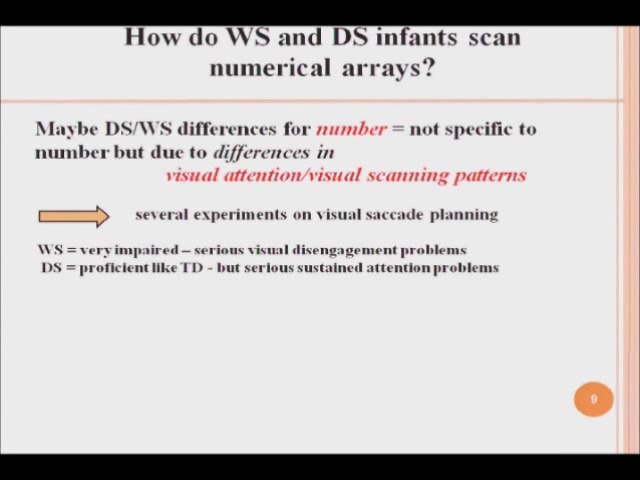 How do WS and DS infants scan
numerical arrays?
Maybe DS/WS differences for number = not specific to
number but due to differences in
visual attention/visual scanning patterns
several experiments on visual saccade planning
WS = very impaired – serious visual disengagement problems
DS = proficient like TD - but serious sustained attention problems
9